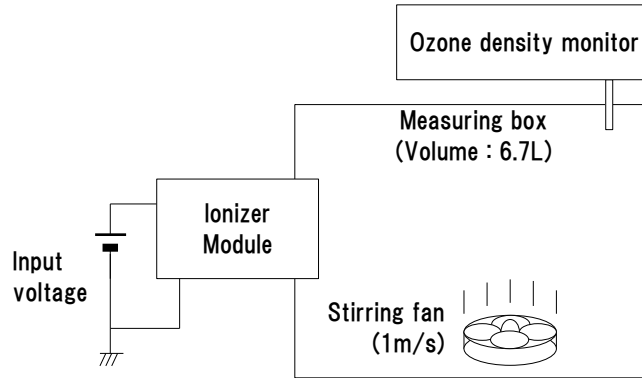 Ozone density monitor
Measuring box
(Volume : 6.7L)
Ionizer
Module
Input
voltage
Stirring fan
(1m/s)